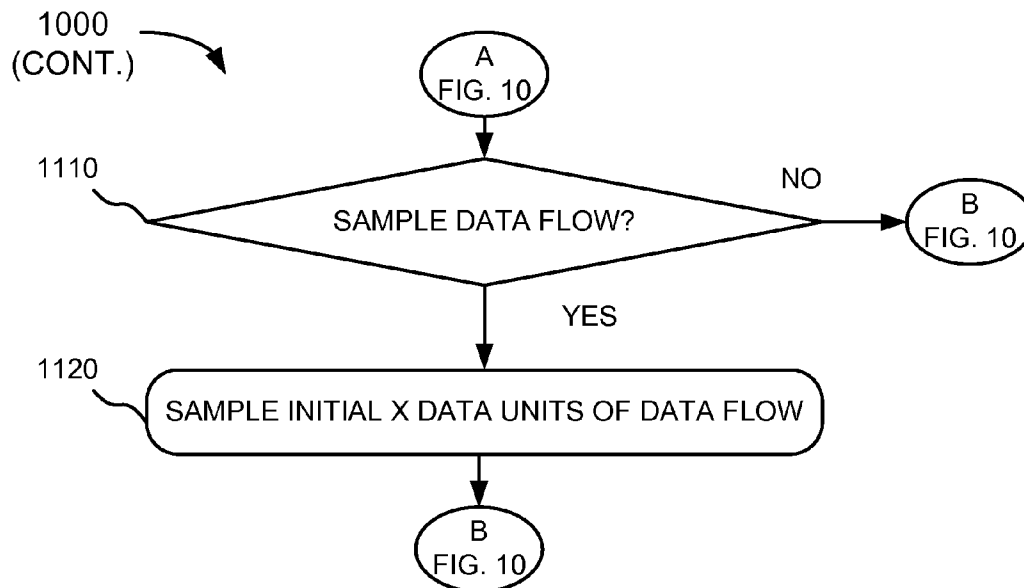 1000
(CONT.)
A
FIG. 10
1110
SAMPLE DATA FLOW?
NO
B
FIG. 10
YES
1120
SAMPLE INITIAL X DATA UNITS OF DATA FLOW
B
FIG. 10